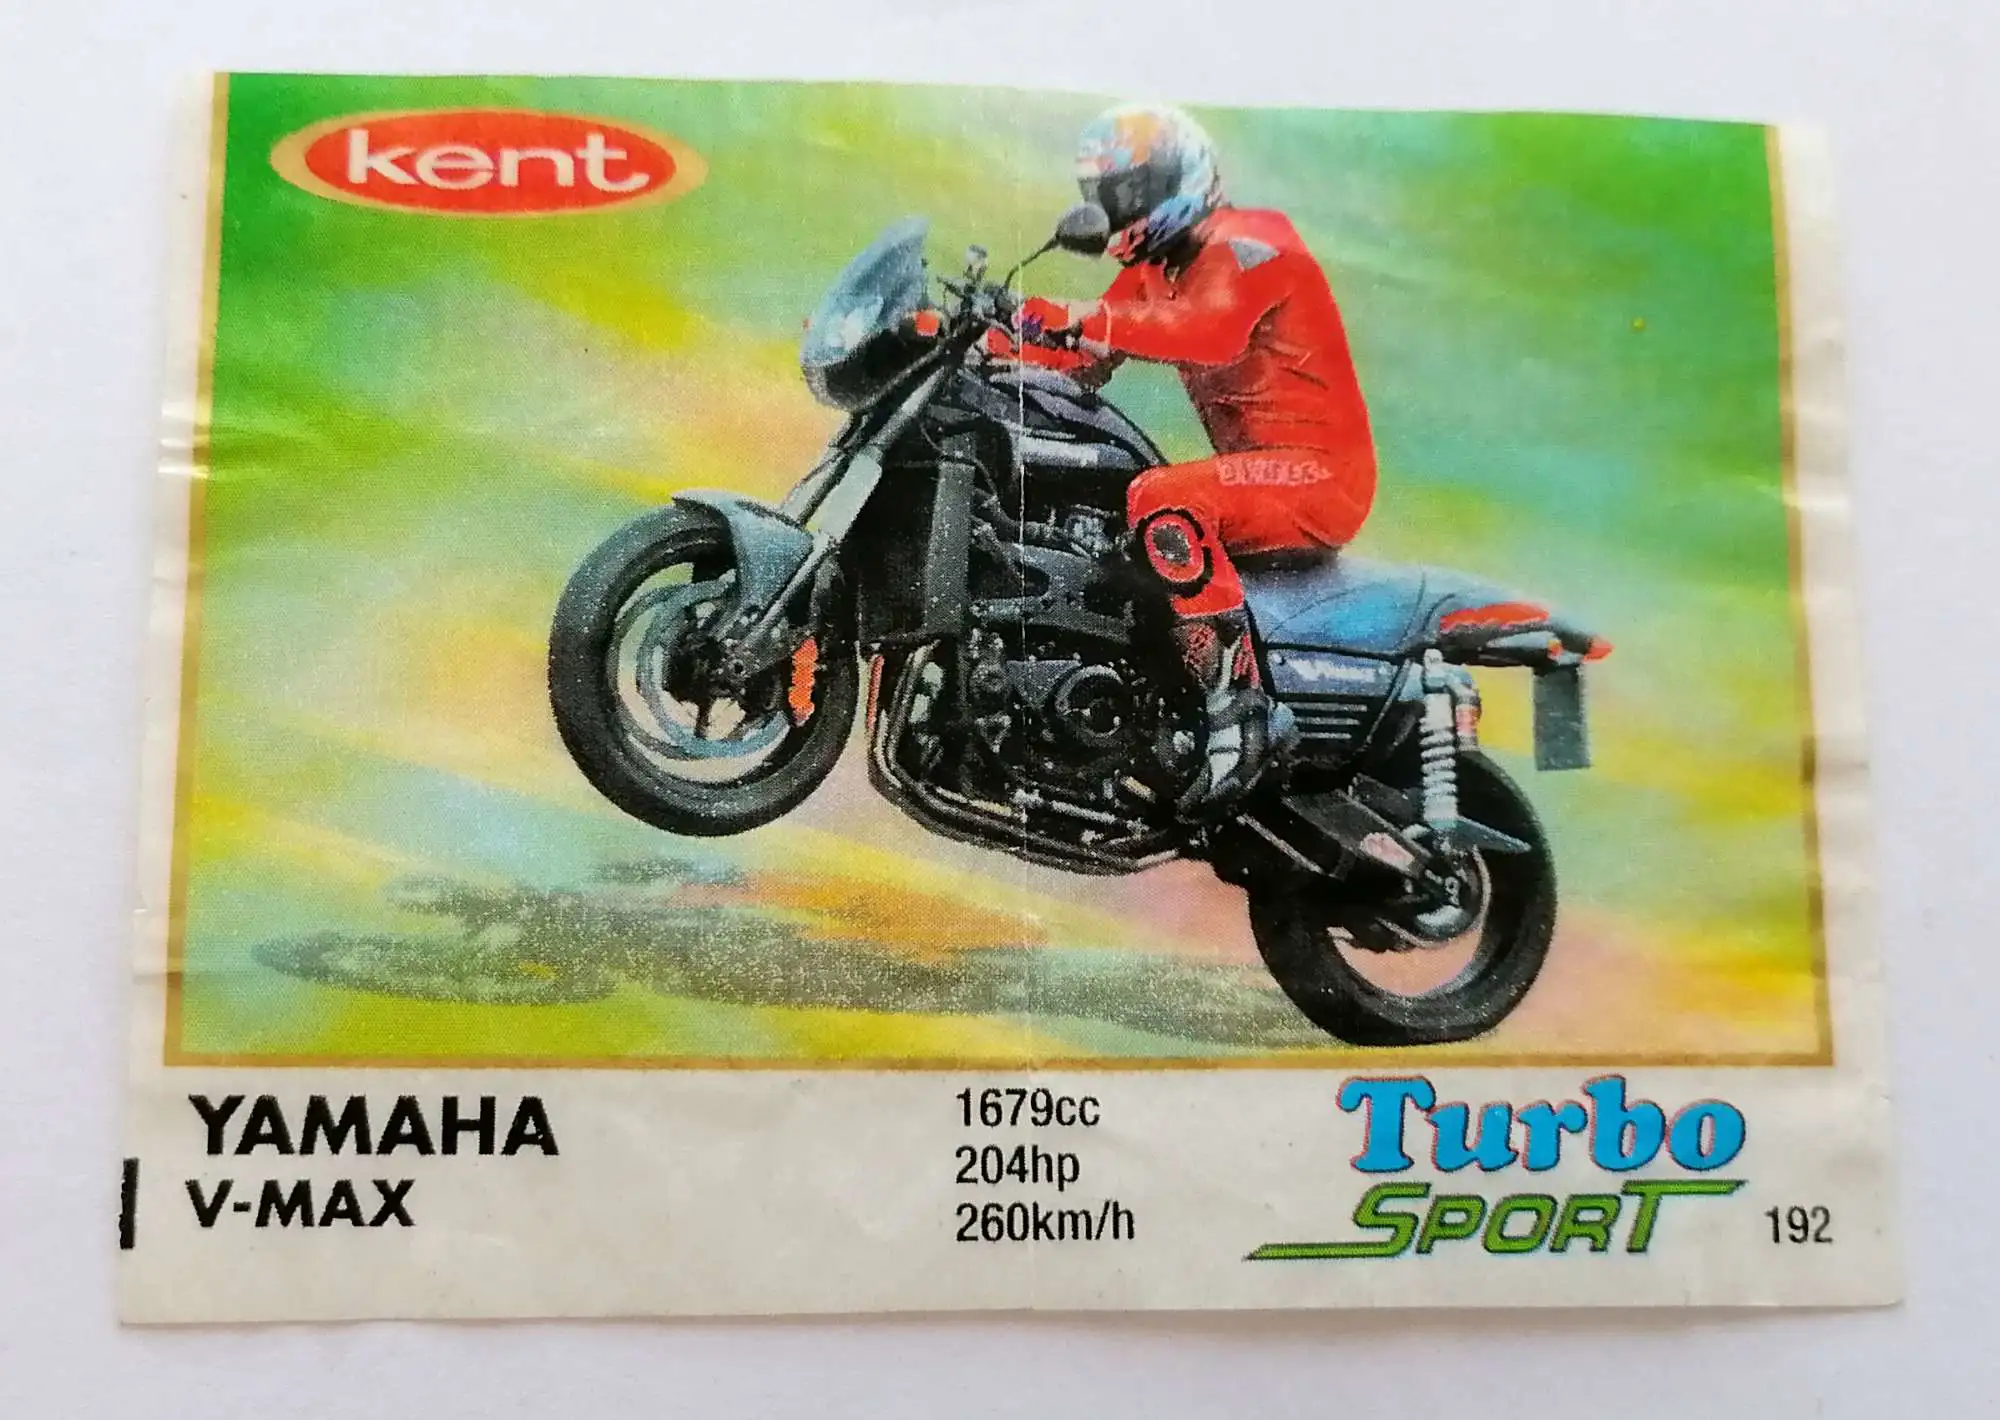 kent
YAMAHA
V-MAX
1679cc
204hp
260km/h
Turbo
SPORT
192